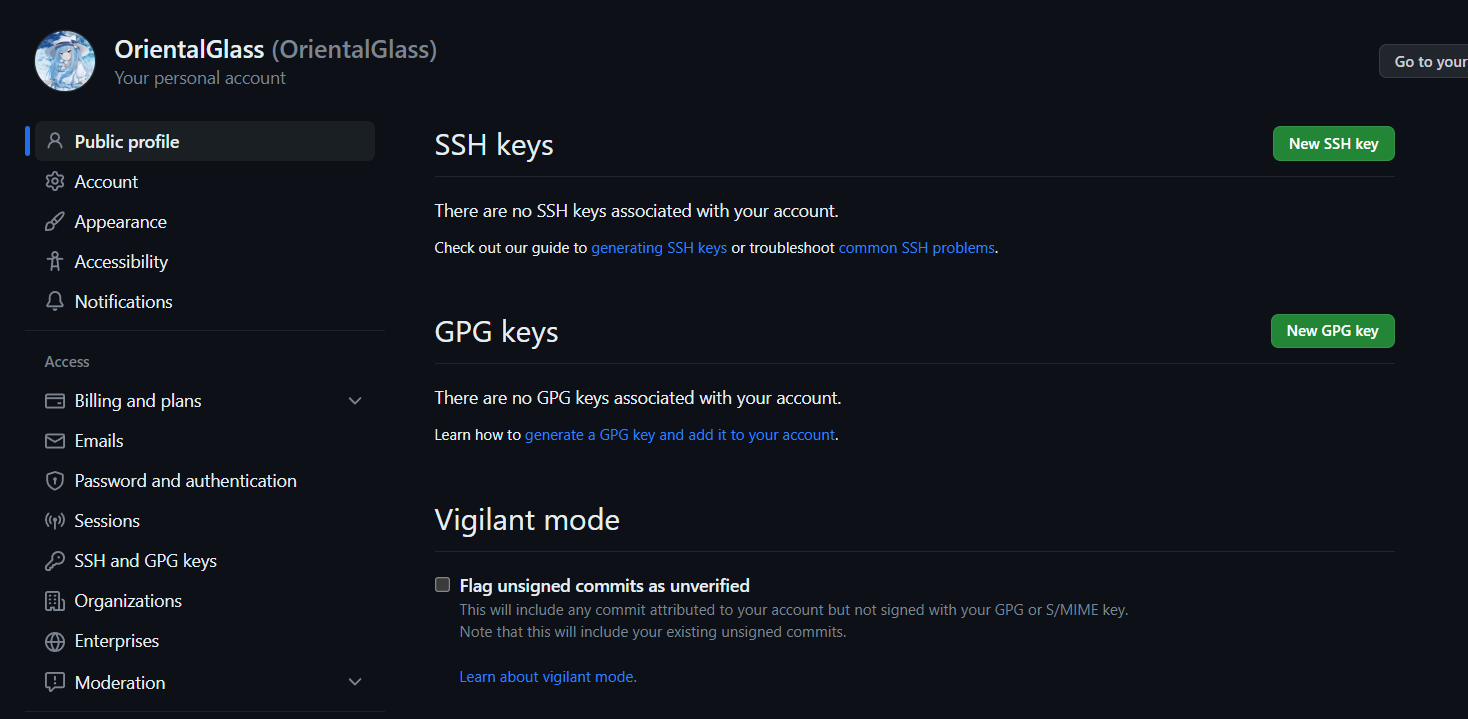 OrientalGlass (OrientalGlass)
Your personal account
Go to your
Public profile
Account
Appearance
Accessibility
Notifications
Access
Billing and plans
Emails
Password and authentication
Sessions
SSH and GPG keys
Organizations
Enterprises
Moderation
SSH keys
New SSH key
There are no SSH keys associated with your account.
Check out our guide to generating SSH keys or troubleshoot common SSH problems.
GPG keys
New GPG key
There are no GPG keys associated with your account.
Learn how to generate a GPG key and add it to your account.
Vigilant mode
Flag unsigned commits as unverified
This will include any commit attributed to your account but not signed with your GPG or S/MIME key.
Note that this will include your existing unsigned commits.
Learn about vigilant mode.